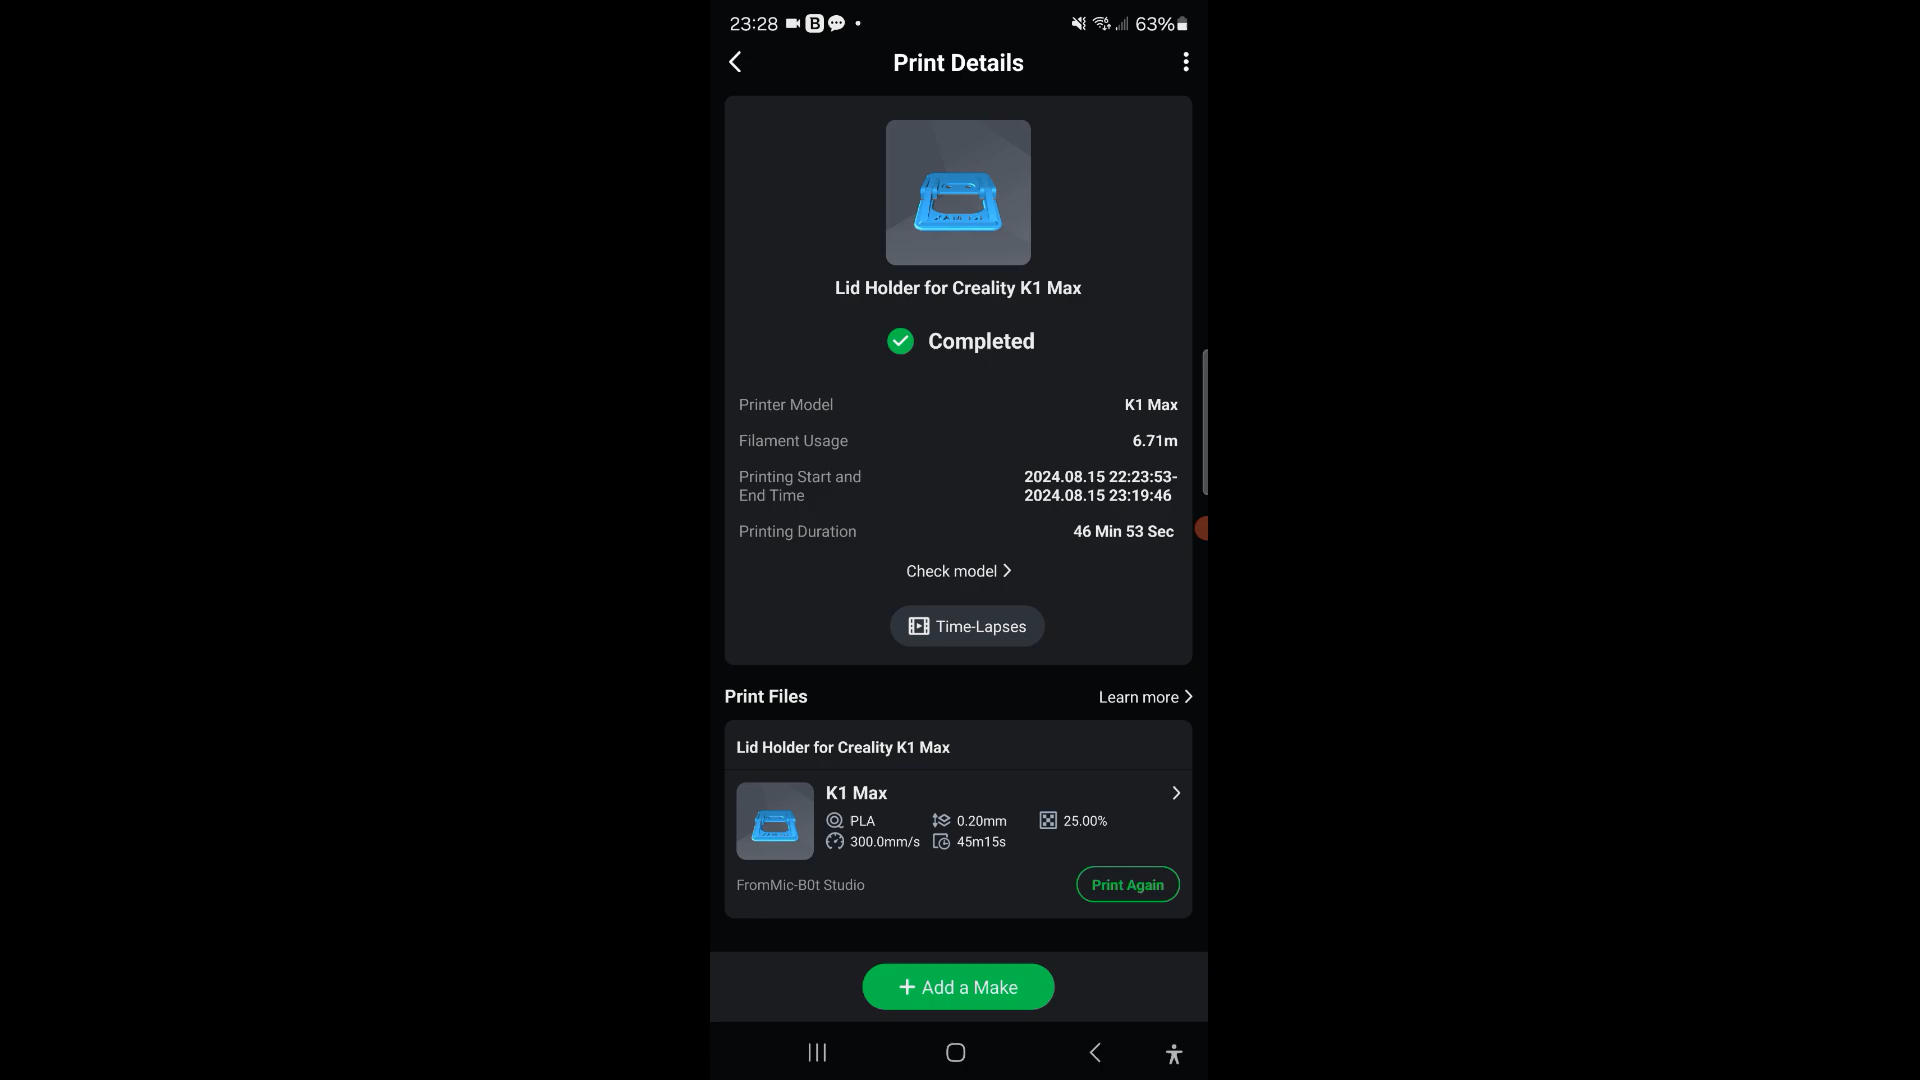 23:28 B 63%
Print Details
Lid Holder for Creality K1 Max
Completed
Printer Model K1 Max
Filament Usage 6.71m
Printing Start and End Time 2024.08.15 22:23:53-
2024.08.15 23:19:46
Printing Duration 46 Min 53 Sec
Check model
Time-Lapses
Print Files Learn more
Lid Holder for Creality K1 Max
K1 Max
PLA 0.20mm 25.00%
300.0mm/s 45m15s
FromMic-B0t Studio Print Again
+ Add a Make